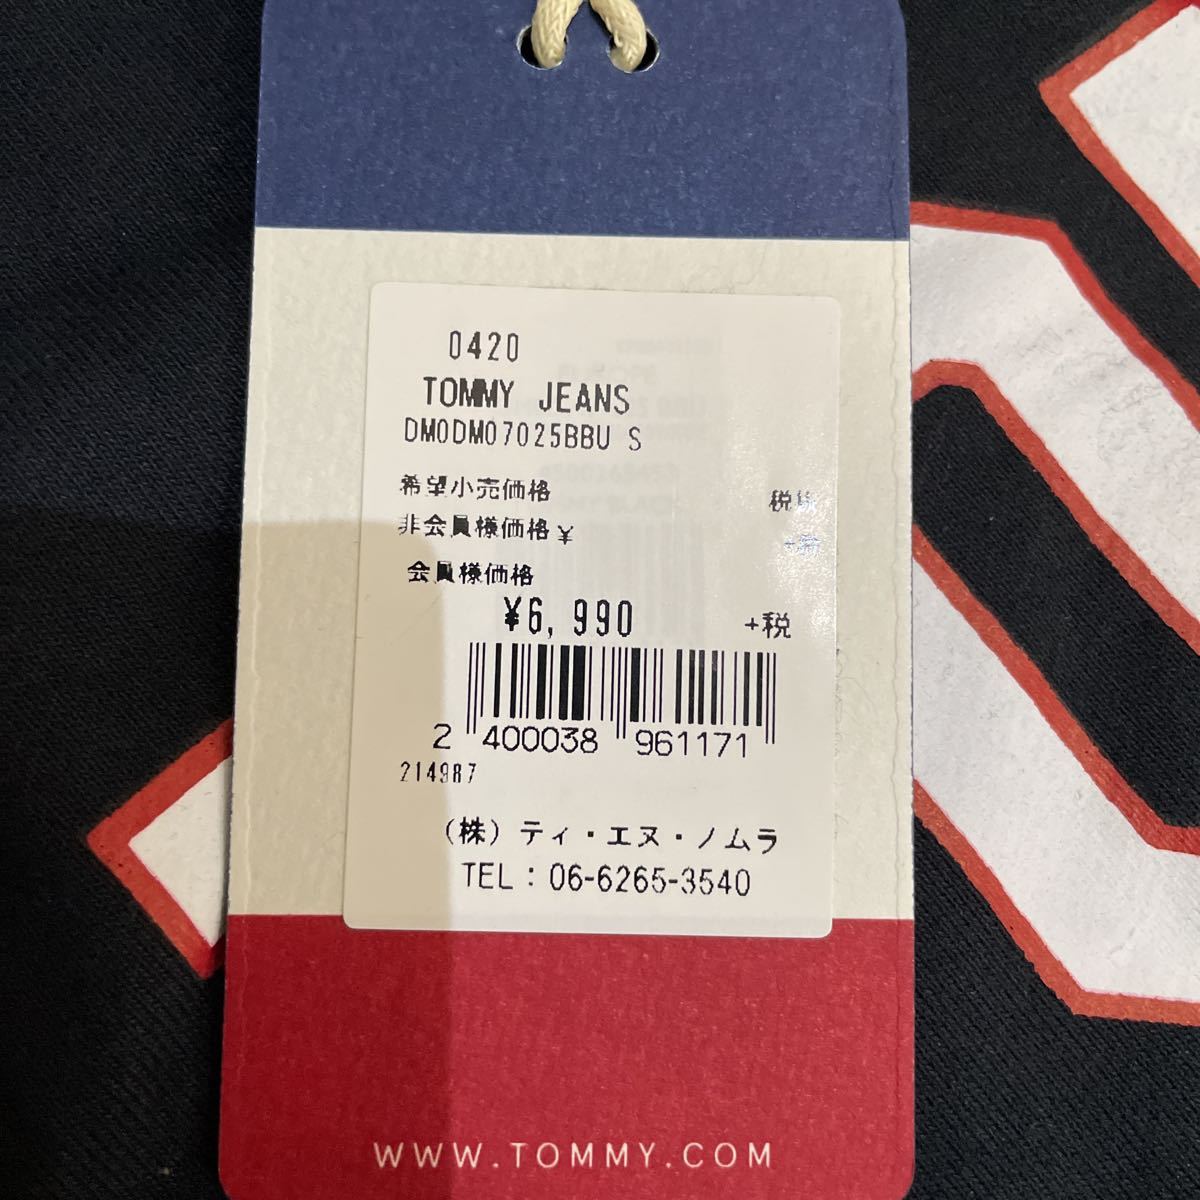 0420
TOMMY JEANS
DM0DM07025BBU S
希望小売価格
非会員様価格 ¥
会員様価格
¥6,990 +税
2 400038 961171
214987
(株) ティ・エヌ・ノムラ
TEL : 06-6265-3540
WWW.TOMMY.COM